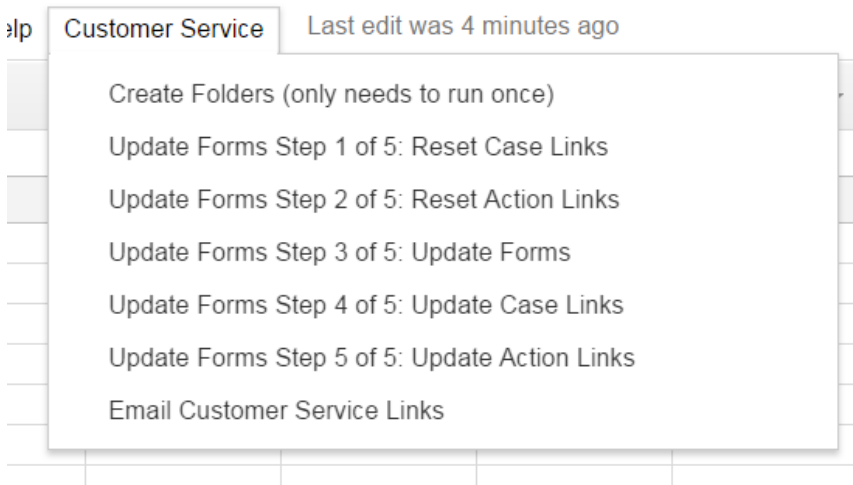 elp Customer Service Last edit was 4 minutes ago
Create Folders (only needs to run once)
Update Forms Step 1 of 5: Reset Case Links
Update Forms Step 2 of 5: Reset Action Links
Update Forms Step 3 of 5: Update Forms
Update Forms Step 4 of 5: Update Case Links
Update Forms Step 5 of 5: Update Action Links
Email Customer Service Links